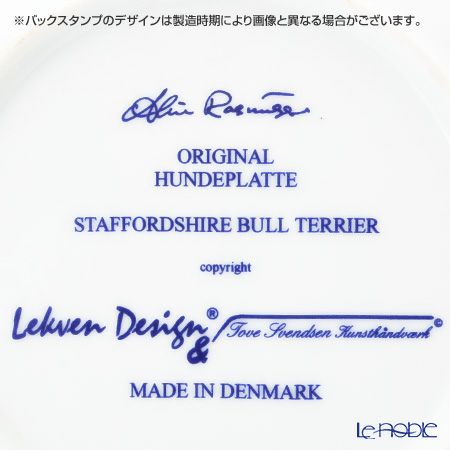 ※バックスタンプのデザインは製造時期により画像と異なる場合がございます。
ORIGINAL
HUNDEPLATTE
STAFFORDSHIRE BULL TERRIER
copyright
Lekven Design®
& Tove Svendsen Kunsthåndværk©
MADE IN DENMARK
Le-noble